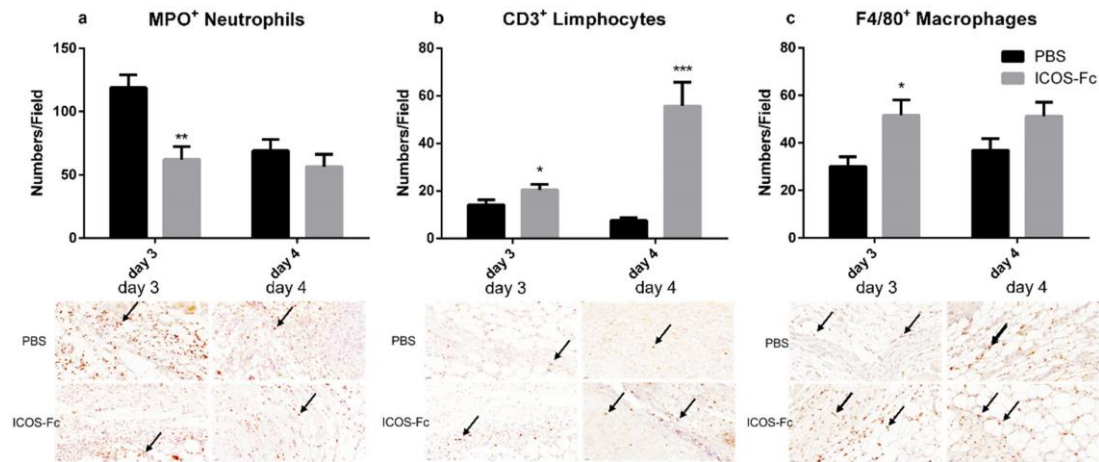 a MPO⁺ Neutrophils
150
100
50
0
Numbers/Field
**
day 3
day 4
b CD3⁺ Limphocytes
80
60
40
20
0
Numbers/Field
*
***
day 3
day 4
c F4/80⁺ Macrophages
80
60
40
20
0
Numbers/Field
*
PBS
ICOS-Fc
day 3
day 4
day 3 day 4
PBS
ICOS-Fc
day 3 day 4
PBS
ICOS-Fc
day 3 day 4
PBS
ICOS-Fc